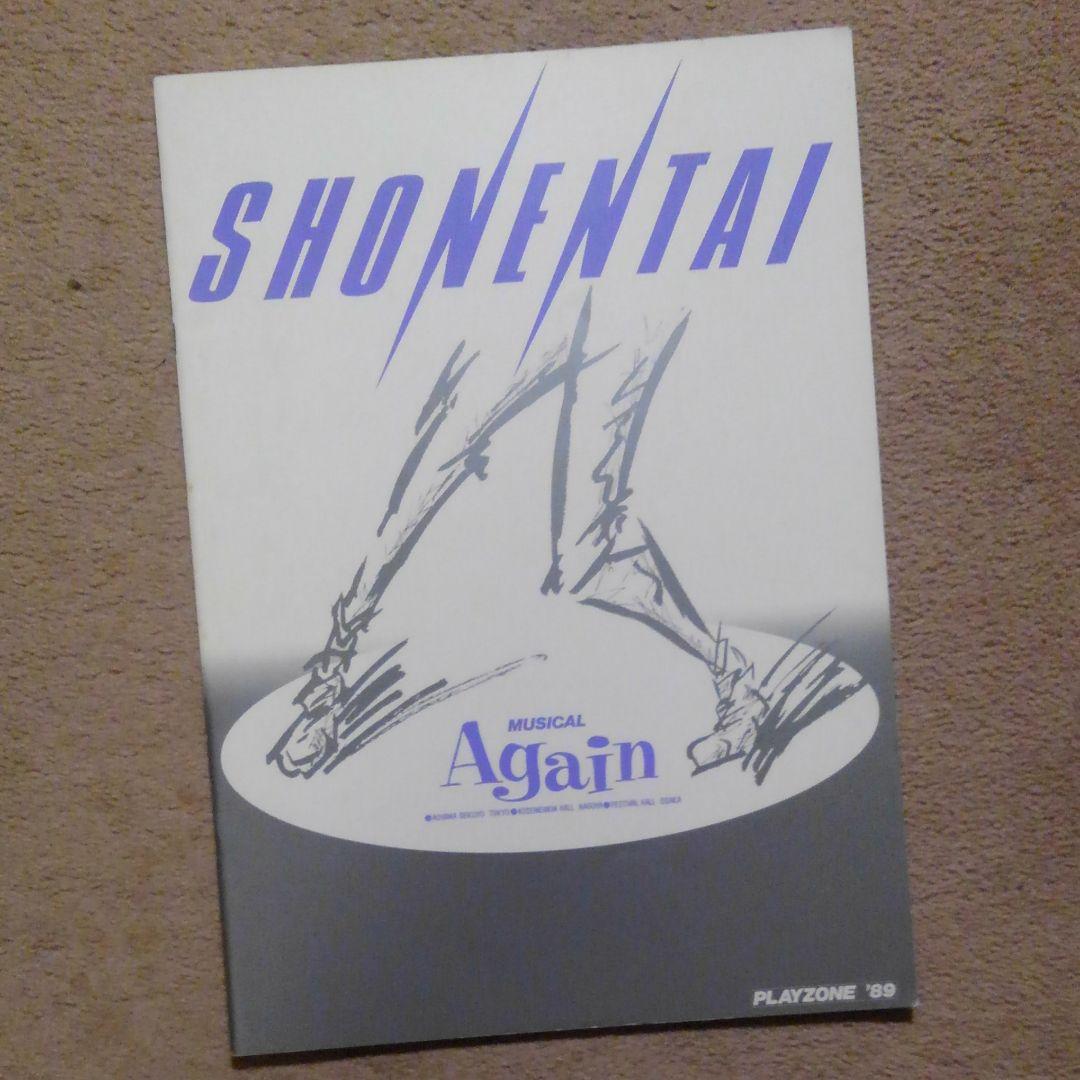 SHONENTAI
MUSICAL
Again
●AOYAMA GEKIJYO TOKYO●KOSEINENKIN HALL NAGOYA●FESTIVAL HALL OSAKA
PLAYZONE '89